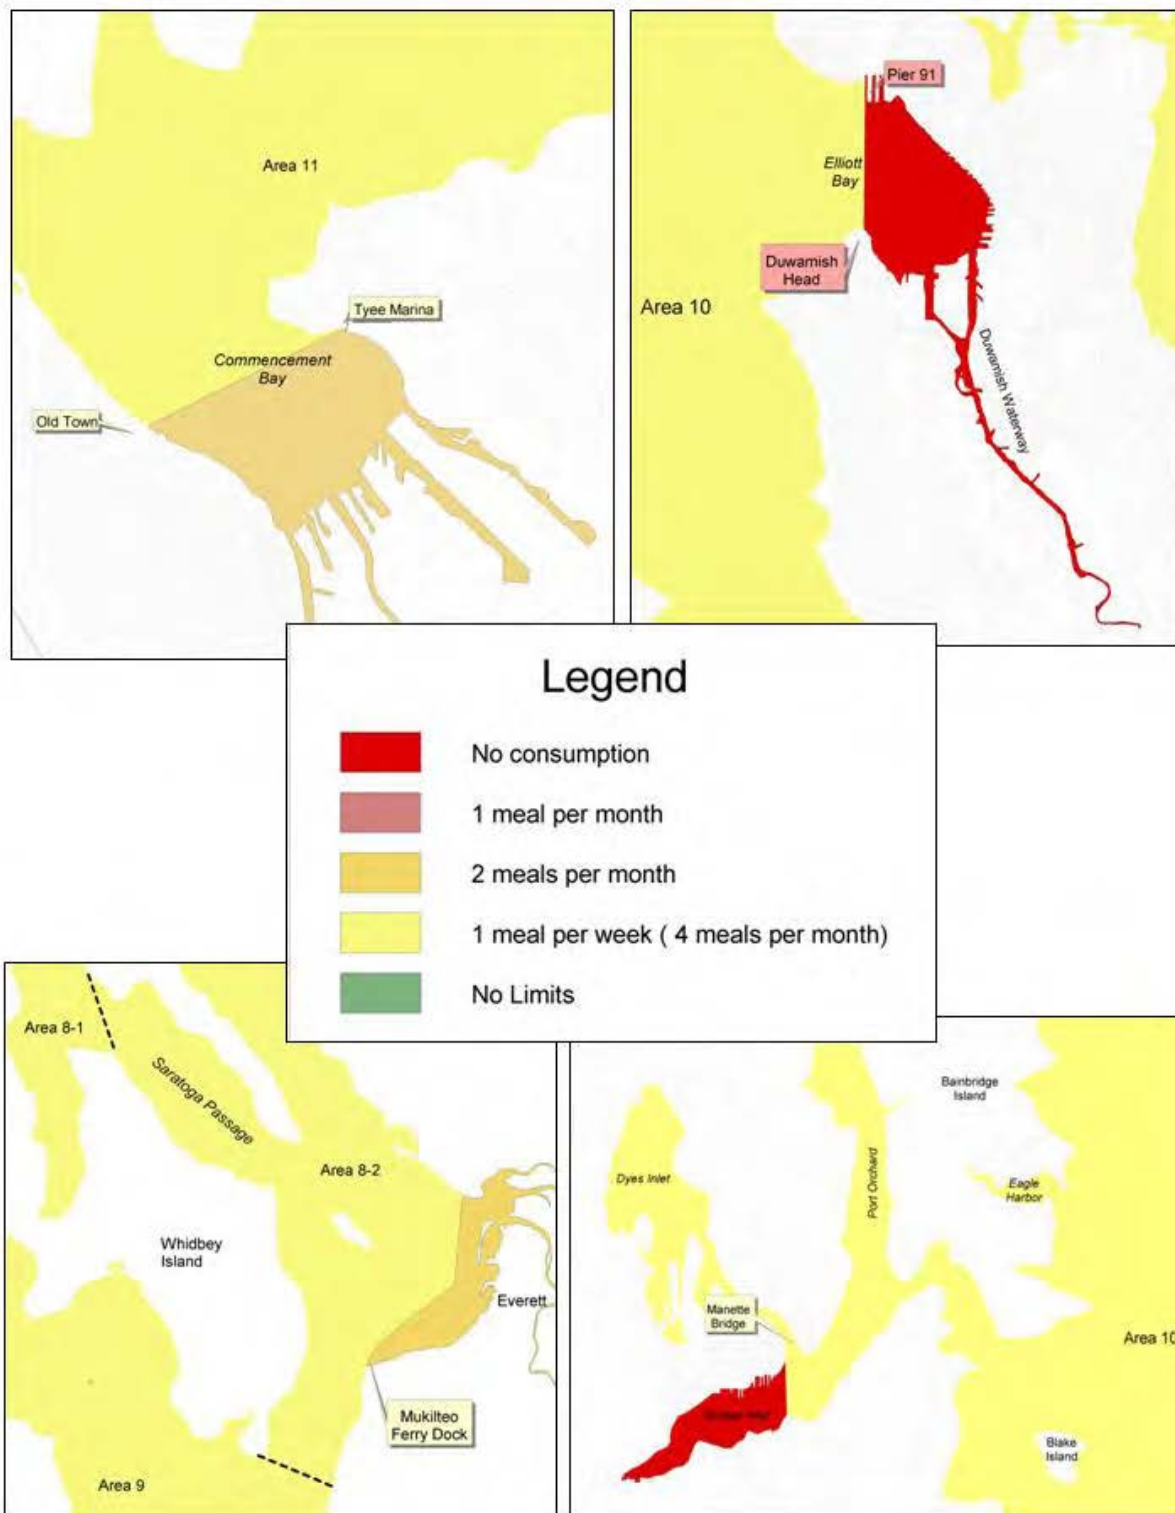 Area 11
Tyee Marina
Commencement
Bay
Old Town
Pier 91
Elliott
Bay
Duwamish
Head
Area 10
Duwamish Waterway
Legend
No consumption
1 meal per month
2 meals per month
1 meal per week ( 4 meals per month)
No Limits
Area 8-1
Saratoga Passage
Area 8-2
Whidbey
Island
Everett
Mukilteo
Ferry Dock
Area 9
Bainbridge
Island
Dyes Inlet
Port Orchard
Eagle
Harbor
Manette
Bridge
Area 10
Blake
Island